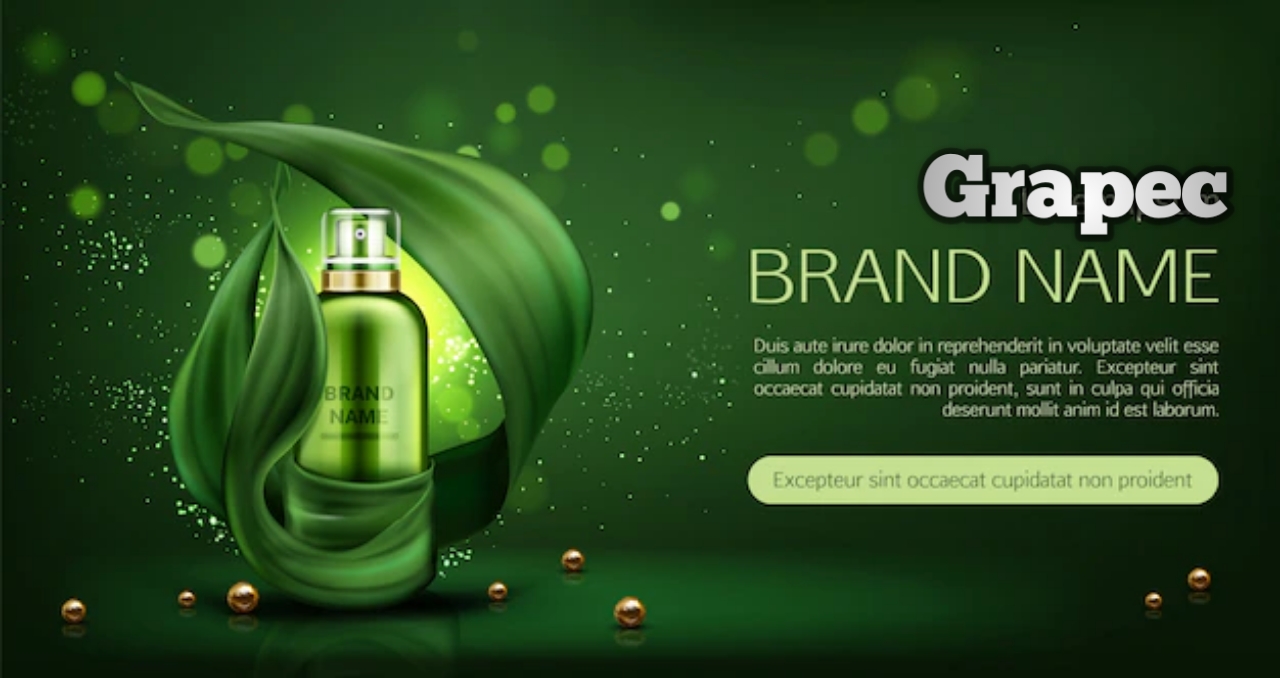 Grapec
BRAND NAME
Duis aute irure dolor in reprehenderit in voluptate velit esse
cillum dolore eu fugiat nulla pariatur. Excepteur sint
occaecat cupidatat non proident, sunt in culpa qui officia
deserunt mollit anim id est laborum.
Excepteur sint occaecat cupidatat non proident
BRAND
NAME